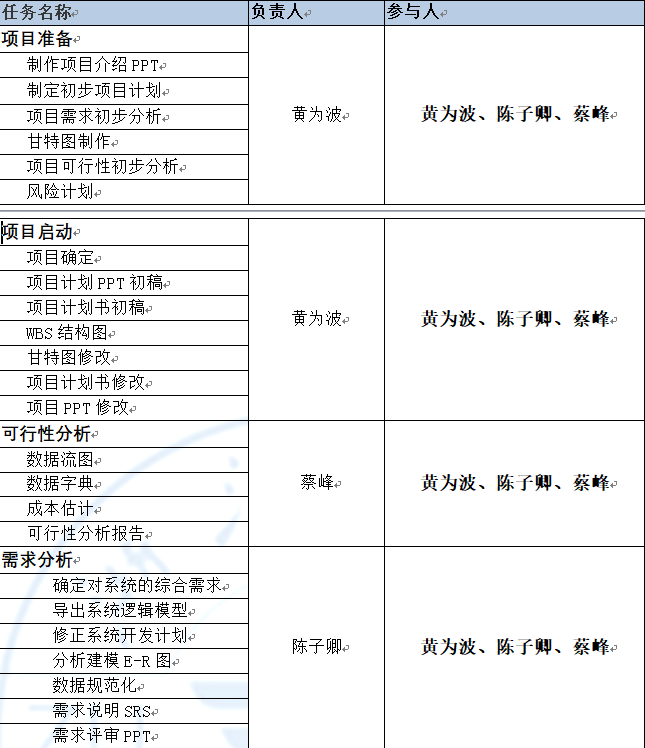 任务名称 负责人 参与人
项目准备
制作项目介绍 PPT
制定初步项目计划
项目需求初步分析
黄为波 黄为波、陈子卿、蔡峰
甘特图制作
项目可行性初步分析
风险计划
项目启动
项目确定
项目计划 PPT 初稿
项目计划书初稿
黄为波 黄为波、陈子卿、蔡峰
WBS 结构图
甘特图修改
项目计划书修改
项目 PPT 修改
可行性分析
数据流图
数据字典
蔡峰 黄为波、陈子卿、蔡峰
成本估计
可行性分析报告
需求分析
确定对系统的综合需求
导出系统逻辑模型
修正系统开发计划
陈子卿 黄为波、陈子卿、蔡峰
分析建模 E-R 图
数据规范化
需求说明 SRS
需求评审 PPT